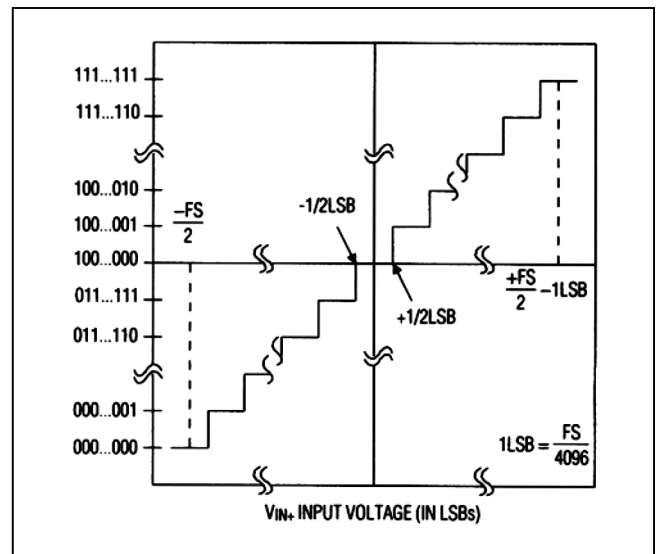 111...111
111...110
100...010
100...001
100...000
011...111
011...110
000...001
000...000
−FS
2
-1/2LSB
+1/2LSB
+FS
2
−1LSB
1LSB = FS
4096
VIN+ INPUT VOLTAGE (IN LSBs)